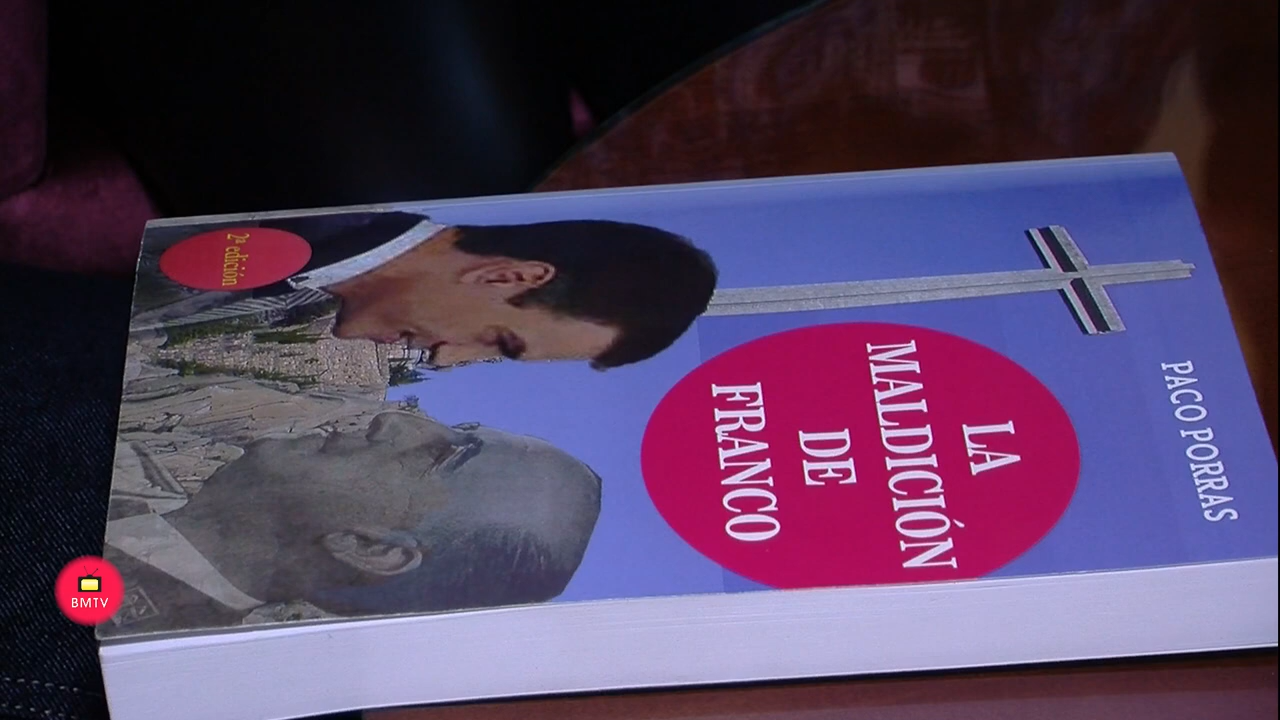 PACO PORRAS
LA
MALDICIÓN
DE
FRANCO
2ª edición
BMTV